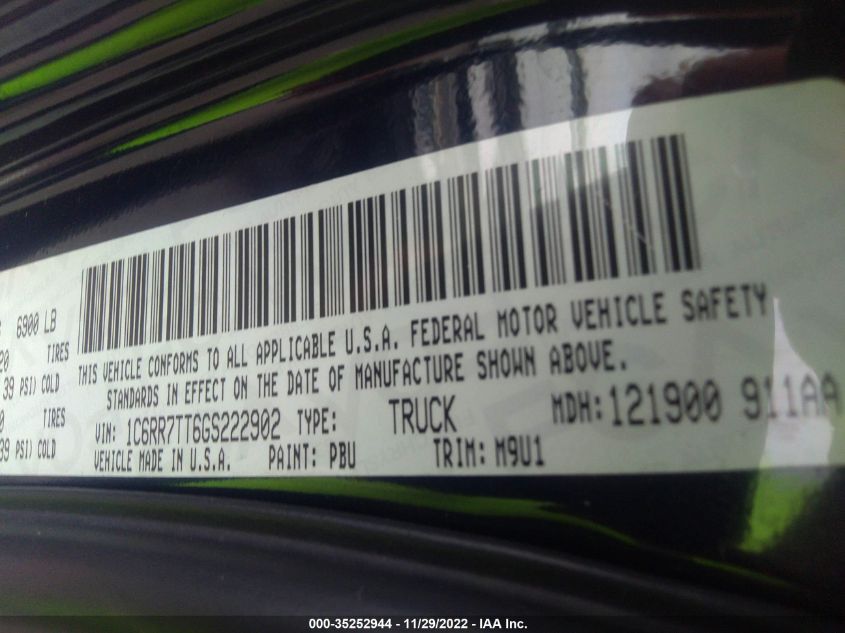 6900 LB
20 TIRES
39 PSI) COLD
0 TIRES
39 PSI) COLD
THIS VEHICLE CONFORMS TO ALL APPLICABLE U.S.A. FEDERAL MOTOR VEHICLE SAFETY
STANDARDS IN EFFECT ON THE DATE OF MANUFACTURE SHOWN ABOVE.
VIN: 1C6RR7TT6GS222902 TYPE: TRUCK MDH: 121900 911AA
VEHICLE MADE IN U.S.A. PAINT: PBU TRIM: M9U1
000-35252944 - 11/29/2022 - IAA Inc.